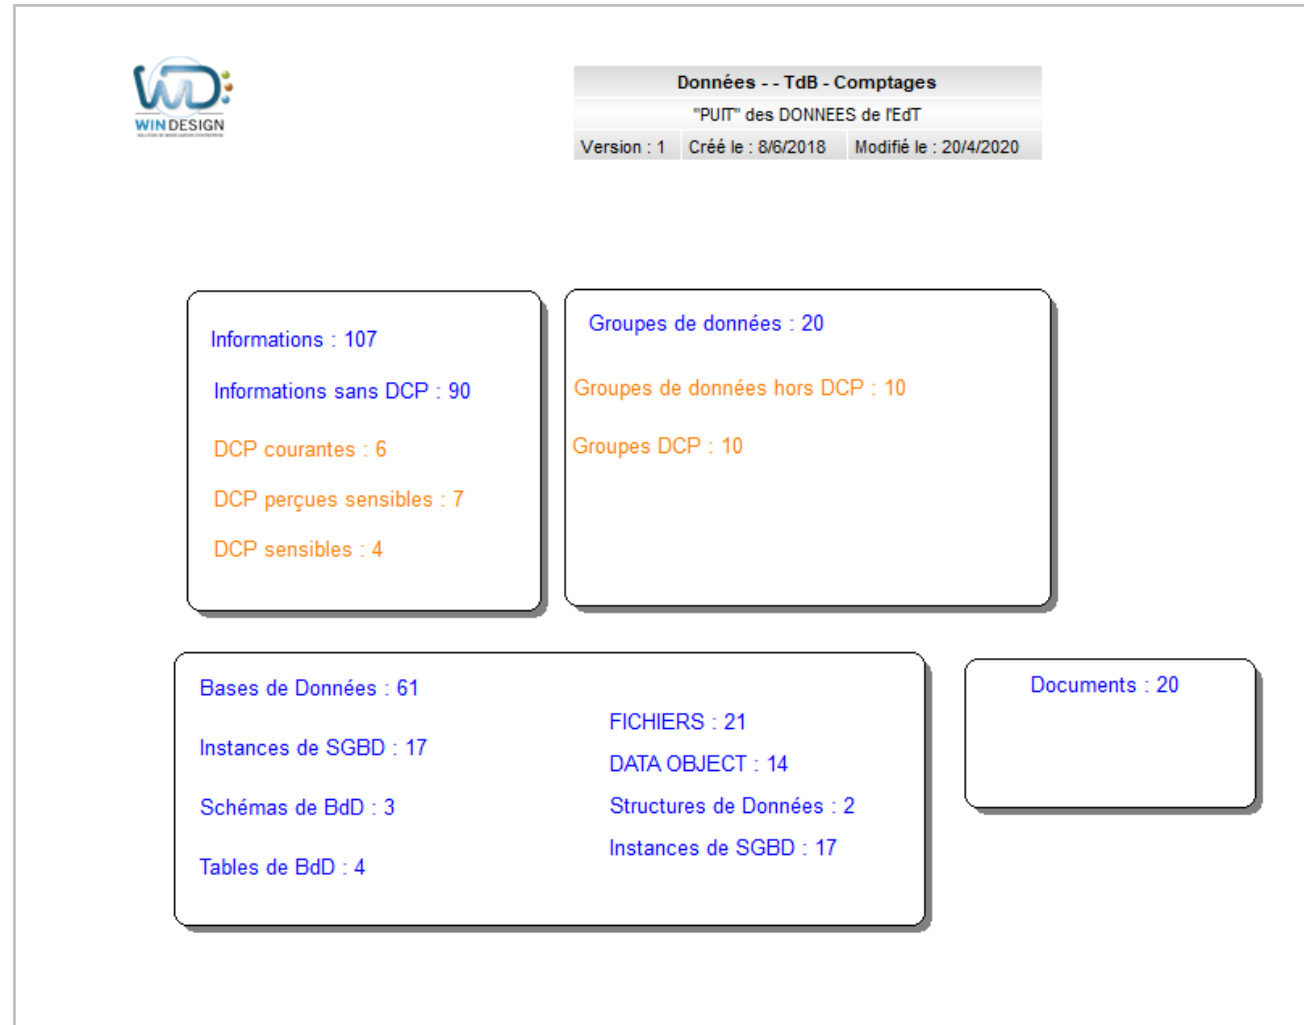 WINDESIGN
Données - - TdB - Comptages
"PUIT" des DONNEES de l'EdT
Version : 1 Créé le : 8/6/2018 Modifié le : 20/4/2020
Informations : 107
Informations sans DCP : 90
DCP courantes : 6
DCP perçues sensibles : 7
DCP sensibles : 4
Groupes de données : 20
Groupes de données hors DCP : 10
Groupes DCP : 10
Bases de Données : 61
Instances de SGBD : 17
Schémas de BdD : 3
Tables de BdD : 4
FICHIERS : 21
DATA OBJECT : 14
Structures de Données : 2
Instances de SGBD : 17
Documents : 20